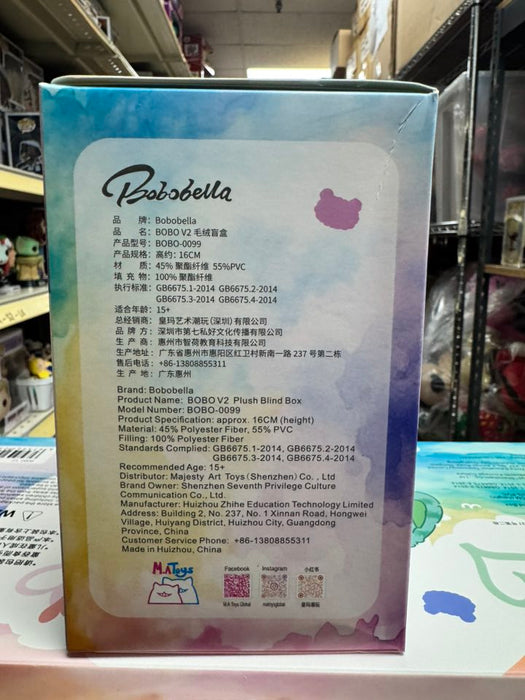 Bobobella
品 牌: Bobobella
品 名: BOBO V2 毛绒盲盒
产品型号: BOBO-0099
产品规格: 高约: 16CM
材 质: 45% 聚酯纤维 55%PVC
填 充 物: 100% 聚酯纤维
执行标准: GB6675.1-2014 GB6675.2-2014
GB6675.3-2014 GB6675.4-2014
适合年龄: 15+
总经销商: 皇玛艺术潮玩(深圳)有限公司
品 牌 方: 深圳市第七私好文化传播有限公司
生 产 商: 惠州市智荷教育科技有限公司
生产地址: 广东省惠州市惠阳区红卫村新南一路 237 号第二栋
售后电话: +86-13808855311
生 产 地: 广东惠州
Brand: Bobobella
Product Name: BOBO V2 Plush Blind Box
Model Number: BOBO-0099
Product Specification: approx. 16CM (height)
Material: 45% Polyester Fiber, 55% PVC
Filling: 100% Polyester Fiber
Standards Complied: GB6675.1-2014, GB6675.2-2014
GB6675.3-2014, GB6675.4-2014
Recommended Age: 15+
Distributor: Majesty Art Toys (Shenzhen) Co. , Ltd
Brand Owner: Shenzhen Seventh Privilege Culture
Communication Co., Ltd.
Manufacturer: Huizhou Zhihe Education Technology Limited
Address: Building 2, No. 237, No. 1 Xinnan Road, Hongwei
Village, Huiyang District, Huizhou City, Guangdong
Province, China
Customer Service Phone: +86-13808855311
Made in Huizhou, China
M.A Toys
Facebook Instagram 小红书
M.A Toys Global matoysglobal 皇玛潮玩